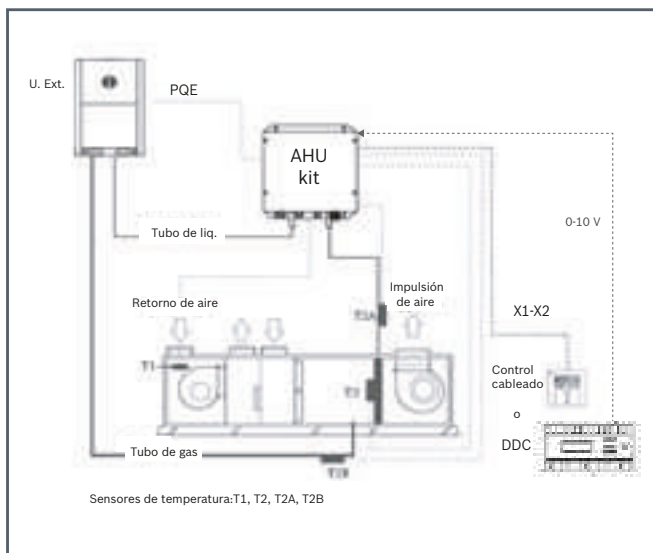 U. Ext.
PQE
AHU
kit
0-10 V
Tubo de liq.
Retorno de aire
Impulsión
de aire
T2A
X1-X2
T1
T2
Control
cableado
o
DDC
Tubo de gas
T2B
Sensores de temperatura:T1, T2, T2A, T2B